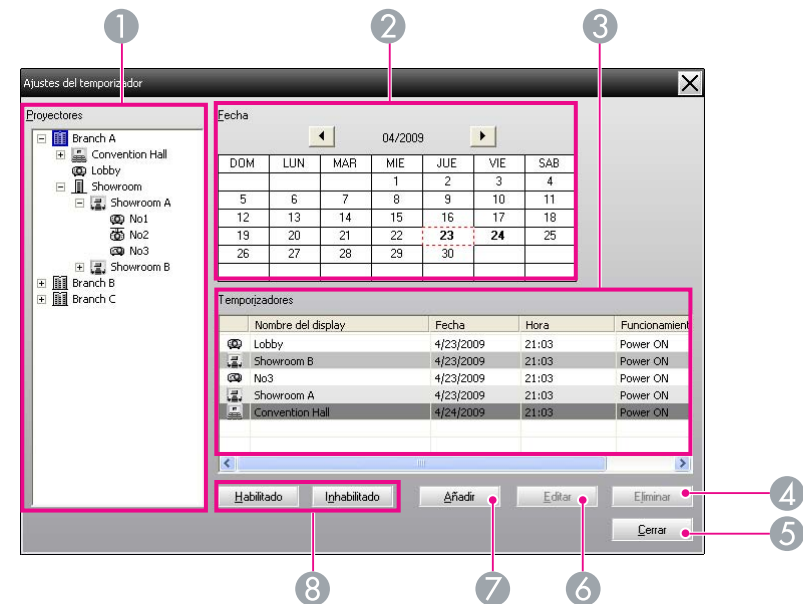 1 2 3
Ajustes del temporizador
Proyectores
Branch A
Convention Hall
Lobby
Showroom
Showroom A
No1
No2
No3
Showroom B
Branch B
Branch C
Fecha
04/2009
DOM LUN MAR MIE JUE VIE SAB
1 2 3 4
5 6 7 8 9 10 11
12 13 14 15 16 17 18
19 20 21 22 23 24 25
26 27 28 29 30
Temporizadores
Nombre del display Fecha Hora Funcionamient
Lobby 4/23/2009 21:03 Power ON
Showroom B 4/23/2009 21:03 Power ON
No3 4/23/2009 21:03 Power ON
Showroom A 4/23/2009 21:03 Power ON
Convention Hall 4/24/2009 21:03 Power ON
Habilitado Inhabilitado Añadir Editar Eliminar 4
Cerrar 5
8 7 6